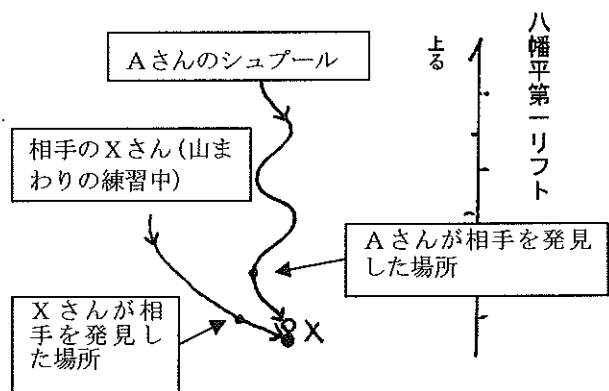 Aさんのシュプール
相手のXさん(山ま
わりの練習中)
Aさんが相手を発見
した場所
Xさんが相
手を発見し
た場所
X
上る
八幡平第一リフト